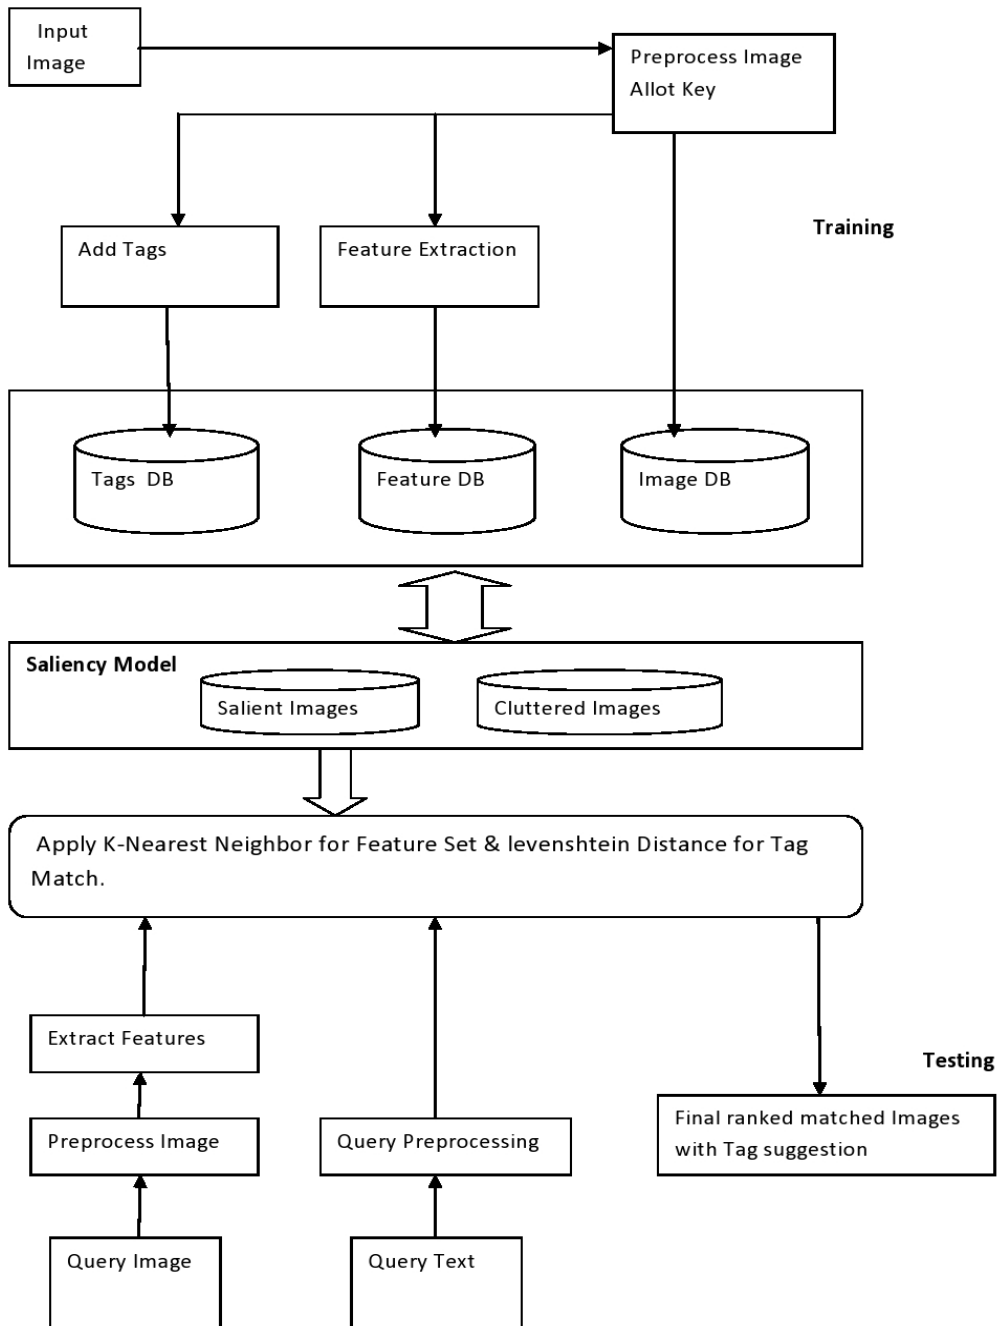 Input
Image
Preprocess Image
Allot Key
Training
Add Tags
Feature Extraction
Tags DB
Feature DB
Image DB
Saliency Model
Salient Images
Cluttered Images
Apply K-Nearest Neighbor for Feature Set & levenshtein Distance for Tag
Match.
Extract Features
Testing
Preprocess Image
Query Preprocessing
Final ranked matched Images
with Tag suggestion
Query Image
Query Text